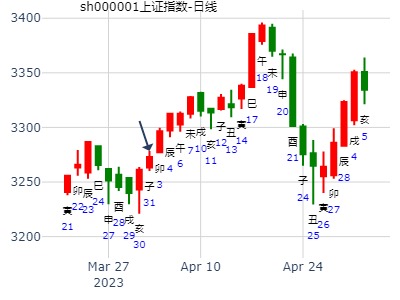 sh000001上证指数-日线
3400
3350
3300
3250
3200
寅
21
卯
22
辰
23
巳
24
申
27
酉
28
戌
29
亥
30
子
31
卯
3
辰
4
午
6
未
7
戌
10
亥
11
子
12
丑
13
寅
14
巳
17
午
18
未
19
申
20
酉
21
子
24
丑
25
寅
26
卯
27
辰
28
戌
4
亥
5
Mar 27
2023
Apr 10
Apr 24